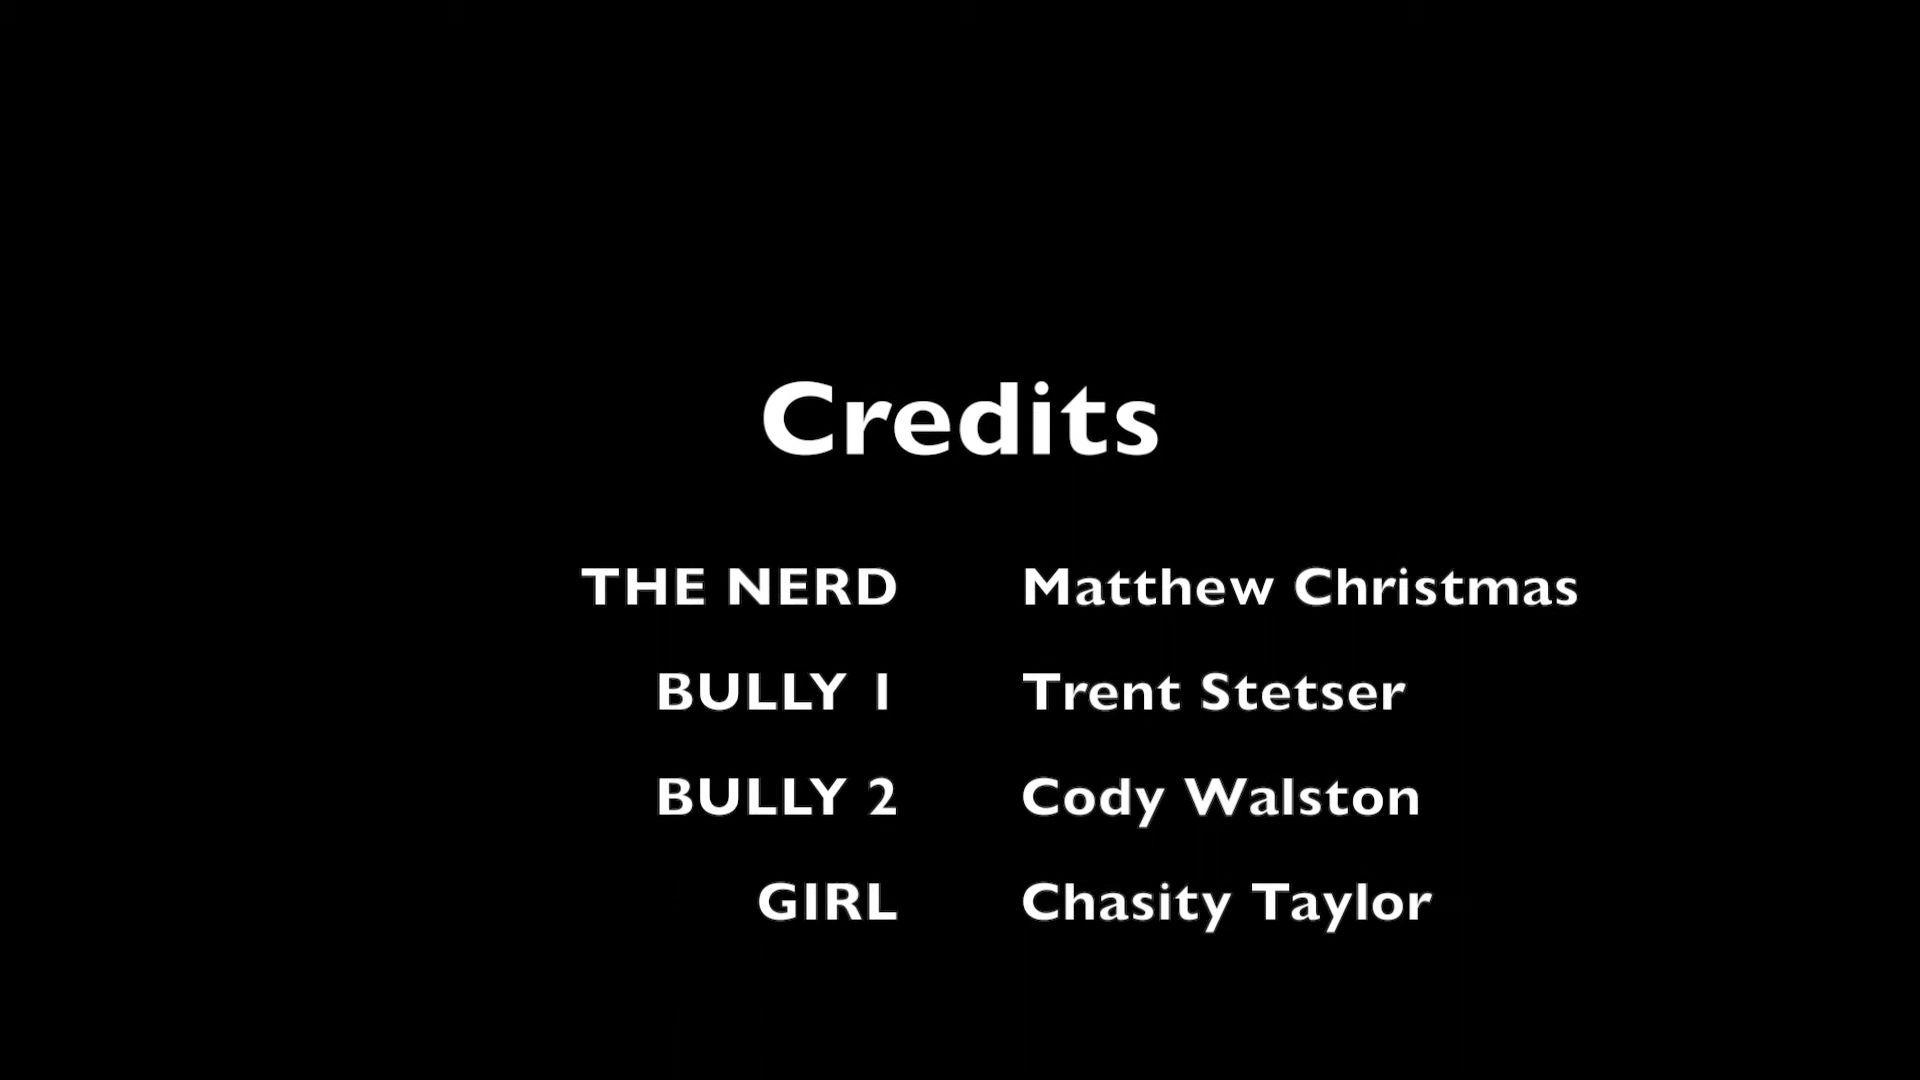 Credits
THE NERD Matthew Christmas
BULLY 1 Trent Stetser
BULLY 2 Cody Walston
GIRL Chasity Taylor